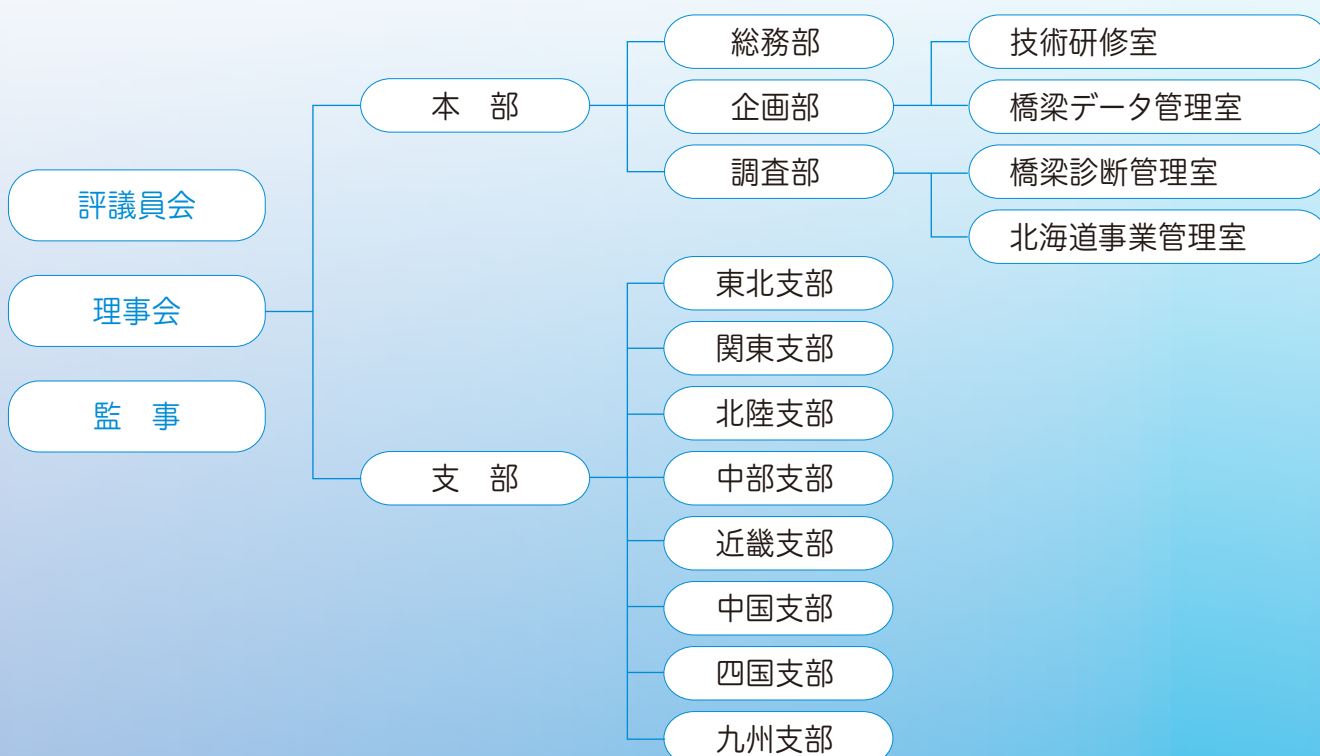 評議員会
理事会
監　事
本　部
支　部
総務部
企画部
調査部
技術研修室
橋梁データ管理室
橋梁診断管理室
北海道事業管理室
東北支部
関東支部
北陸支部
中部支部
近畿支部
中国支部
四国支部
九州支部